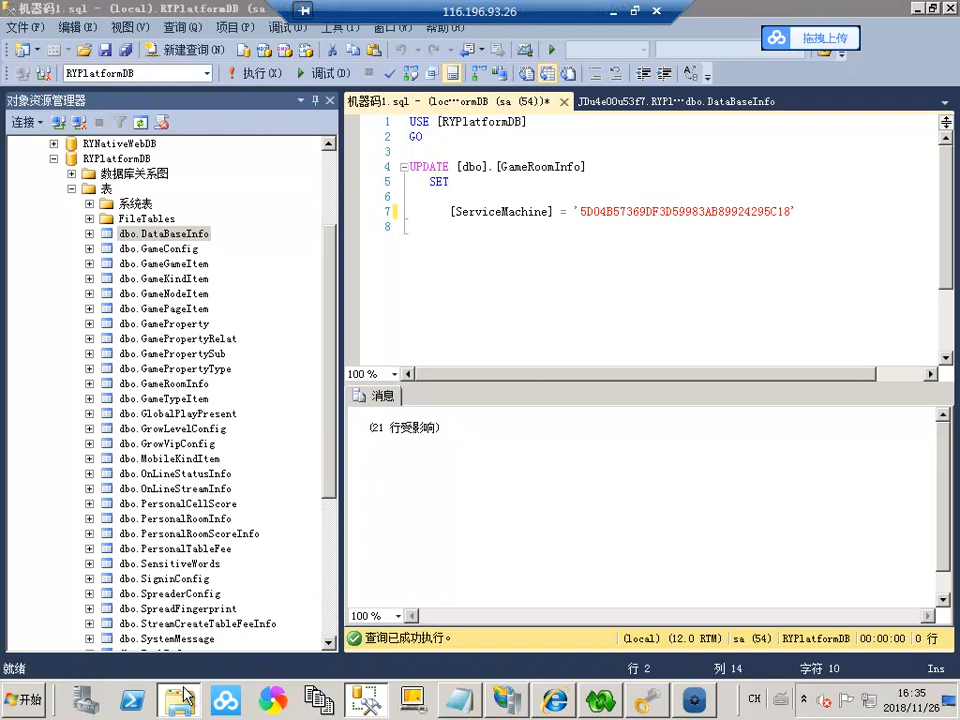 机器码1.sql - (local).RYPlatformDB (sa
116.196.93.26
文件(F) 编辑(E) 视图(V) 查询(Q) 项目(P) 调试(D) 工具(T) 窗口(W) 帮助(H)
拖拽上传
新建查询(N)
RYPlatformDB
执行(X) 调试(D)
对象资源管理器
连接
RYNativeWebDB
RYPlatformDB
数据库关系图
表
系统表
FileTables
dbo.DataBaseInfo
dbo.GameConfig
dbo.GameGameItem
dbo.GameKindItem
dbo.GameNodeItem
dbo.GamePageItem
dbo.GameProperty
dbo.GamePropertyRelat
dbo.GamePropertySub
dbo.GamePropertyType
dbo.GameRoomInfo
dbo.GameTypeItem
dbo.GlobalPlayPresent
dbo.GrowLevelConfig
dbo.GrowVipConfig
dbo.MobileKindItem
dbo.OnLineStatusInfo
dbo.OnLineStreamInfo
dbo.PersonalCellScore
dbo.PersonalRoomInfo
dbo.PersonalRoomScoreInfo
dbo.PersonalTableFee
dbo.SensitiveWords
dbo.SigninConfig
dbo.SpreaderConfig
dbo.SpreadFingerprint
dbo.StreamCreateTableFeeInfo
dbo.SystemMessage
机器码1.sql - (loc···ormDB (sa (54))* JDu4e00u53f7.RYPl···dbo.DataBaseInfo
1 USE [RYPlatformDB]
2 GO
3
4 UPDATE [dbo].[GameRoomInfo]
5 SET
6
7 [ServiceMachine] = '5D04B57369DF3D59983AB89924295C18'
8
100 %
消息
(21 行受影响)
100 %
查询已成功执行。 (local) (12.0 RTM) sa (54) RYPlatformDB 00:00:00 0 行
就绪 行 2 列 14 字符 10 Ins
开始 CH 16:35
2018/11/26